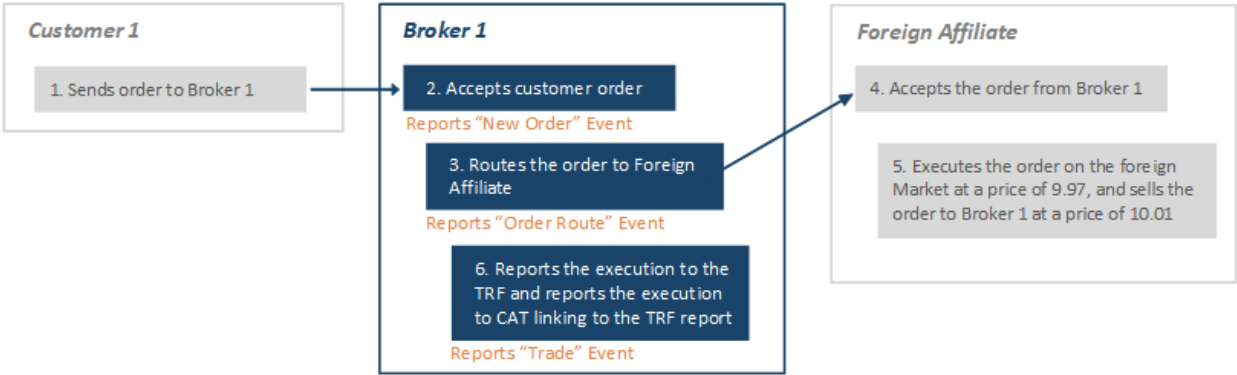 Customer 1
1. Sends order to Broker 1
Broker 1
2. Accepts customer order
Reports “New Order” Event
3. Routes the order to Foreign
Affiliate
Reports “Order Route” Event
6. Reports the execution to the
TRF and reports the execution
to CAT linking to the TRF report
Reports “Trade” Event
Foreign Affiliate
4. Accepts the order from Broker 1
5. Executes the order on the foreign
Market at a price of 9.97, and sells the
order to Broker 1 at a price of 10.01